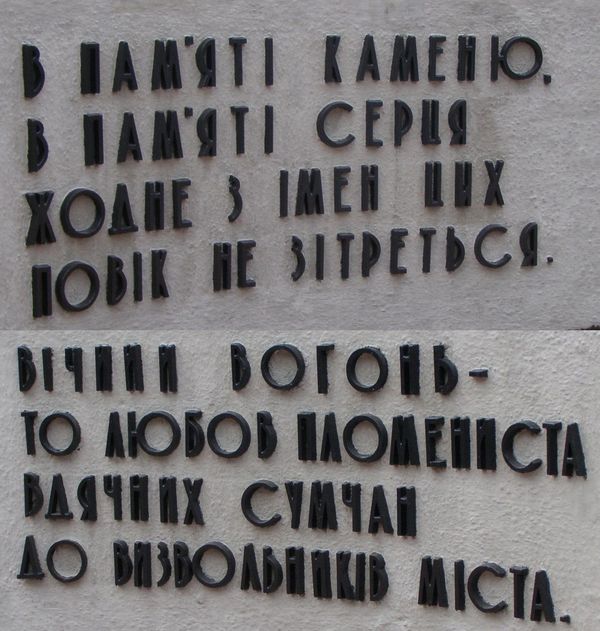 В ПАМ'ЯТІ КАМЕНЮ,
В ПАМ'ЯТІ СЕРЦЯ
ЖОДНЕ З ІМЕН ЦИХ
ПОВІК НЕ ЗІТРЕТЬСЯ.
ВІЧНИЙ ВОГОНЬ-
ТО ЛЮБОВ ПЛОМЕНИСТА
ВДЯЧНИХ СУМЧАН
ДО ВИЗВОЛЬНИКІВ МІСТА.